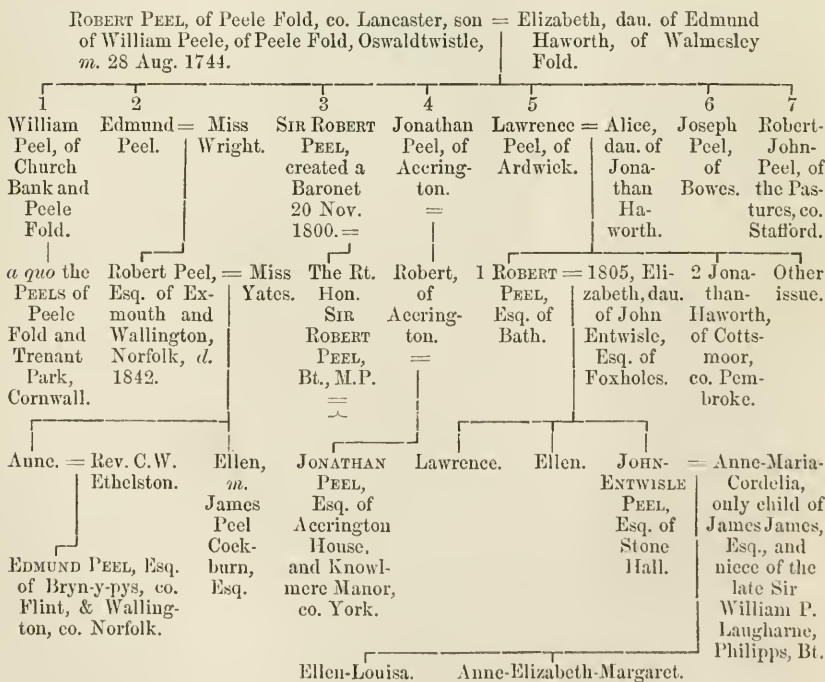 ROBERT PEEL, of Peele Fold, co. Lancaster, son
of William Peele, of Peele Fold, Oswaldtwistle,
m. 28 Aug. 1744.
=
Elizabeth, dau. of Edmund
Haworth, of Walmesley
Fold.
1
William
Peel, of
Church
Bank and
Peele
Fold.
2
Edmund
Peel.
=
Miss
Wright.
3
SIR ROBERT
PEEL,
created a
Baronet
20 Nov.
1800.=
4
Jonathan
Peel, of
Accring-
ton.
=
5
Lawrence
Peel, of
Ardwick.
=
Alice,
dau. of
Jona-
than
Ha-
worth.
6
Joseph
Peel,
of
Bowes.
7
Robert-
John-
Peel, of
the Pas-
tures, co.
Stafford.
a quo the
PEELS of
Peele
Fold and
Trenant
Park,
Cornwall.
Robert Peel,
Esq. of Ex-
mouth and
Wallington,
Norfolk, d.
1842.
=
Miss
Yates.
The Rt.
Hon.
SIR
ROBERT
PEEL,
Bt., M.P.
=
Robert,
of
Accring-
ton.
=
1 ROBERT
PEEL,
Esq. of
Bath.
=
1805, Eli-
zabeth, dau.
of John
Entwisle,
Esq. of
Foxholes.
2 Jona-
than-
Haworth,
of Cotts-
moor,
co. Pem-
broke.
Other
issue.
Anne.
=
Rev. C.W.
Ethelston.
Ellen,
m.
James
Peel
Cock-
burn,
Esq.
JONATHAN
PEEL,
Esq. of
Accrington
House,
and Knowl-
mere Manor,
co. York.
Lawrence.
Ellen.
JOHN-
ENTWISLE
PEEL,
Esq. of
Stone
Hall.
=
Anne-Maria-
Cordelia,
only child of
James James,
Esq., and
niece of the
late Sir
William P.
Laugharne,
Philipps, Bt.
EDMUND PEEL, Esq.
of Bryn-y-pys, co.
Flint, & Walling-
ton, co. Norfolk.
Ellen-Louisa.
Anne-Elizabeth-Margaret.